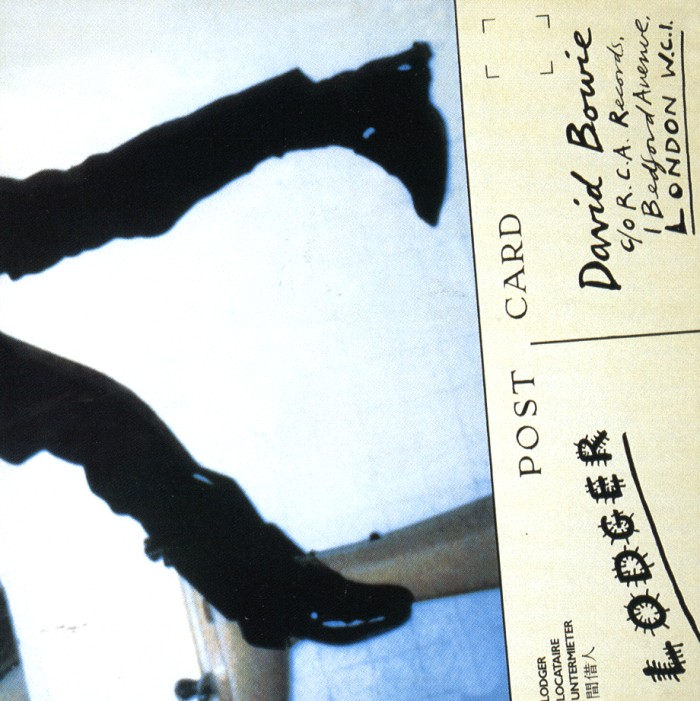 POST CARD
LODGER
LOCATAIRE
UNTERMIETER
間借人
LODGER
David Bowie
c/o R.C.A. Records,
1 Bedford Avenue,
LONDON W.C.1.